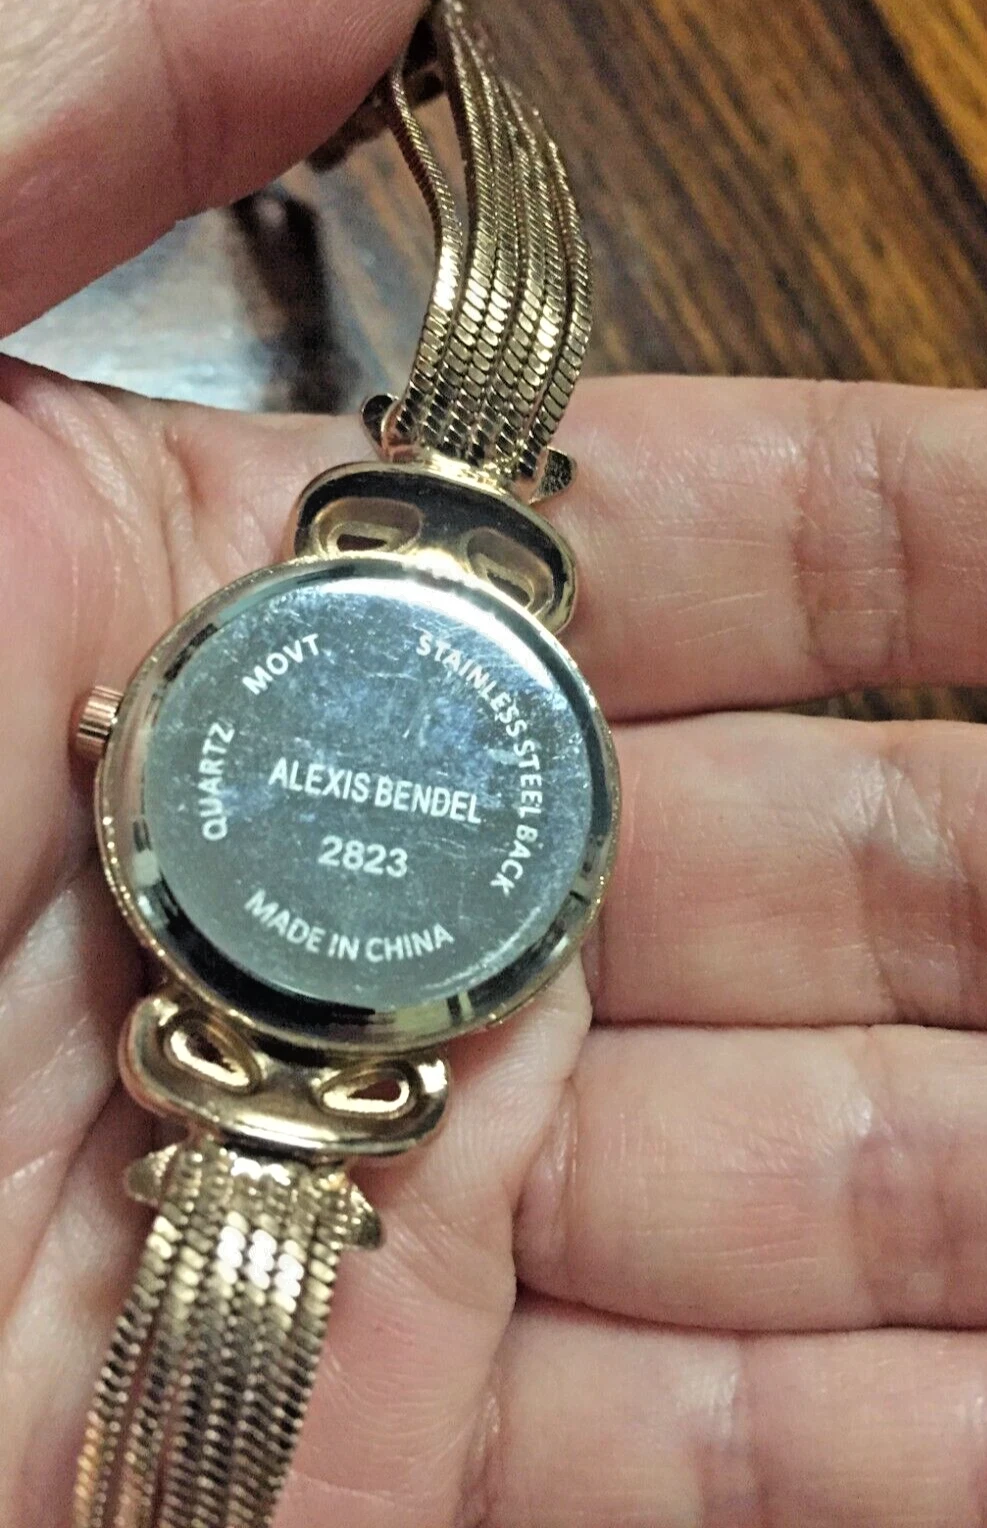 QUARTZ MOVT
STAINLESS STEEL BACK
ALEXIS BENDEL
2823
MADE IN CHINA